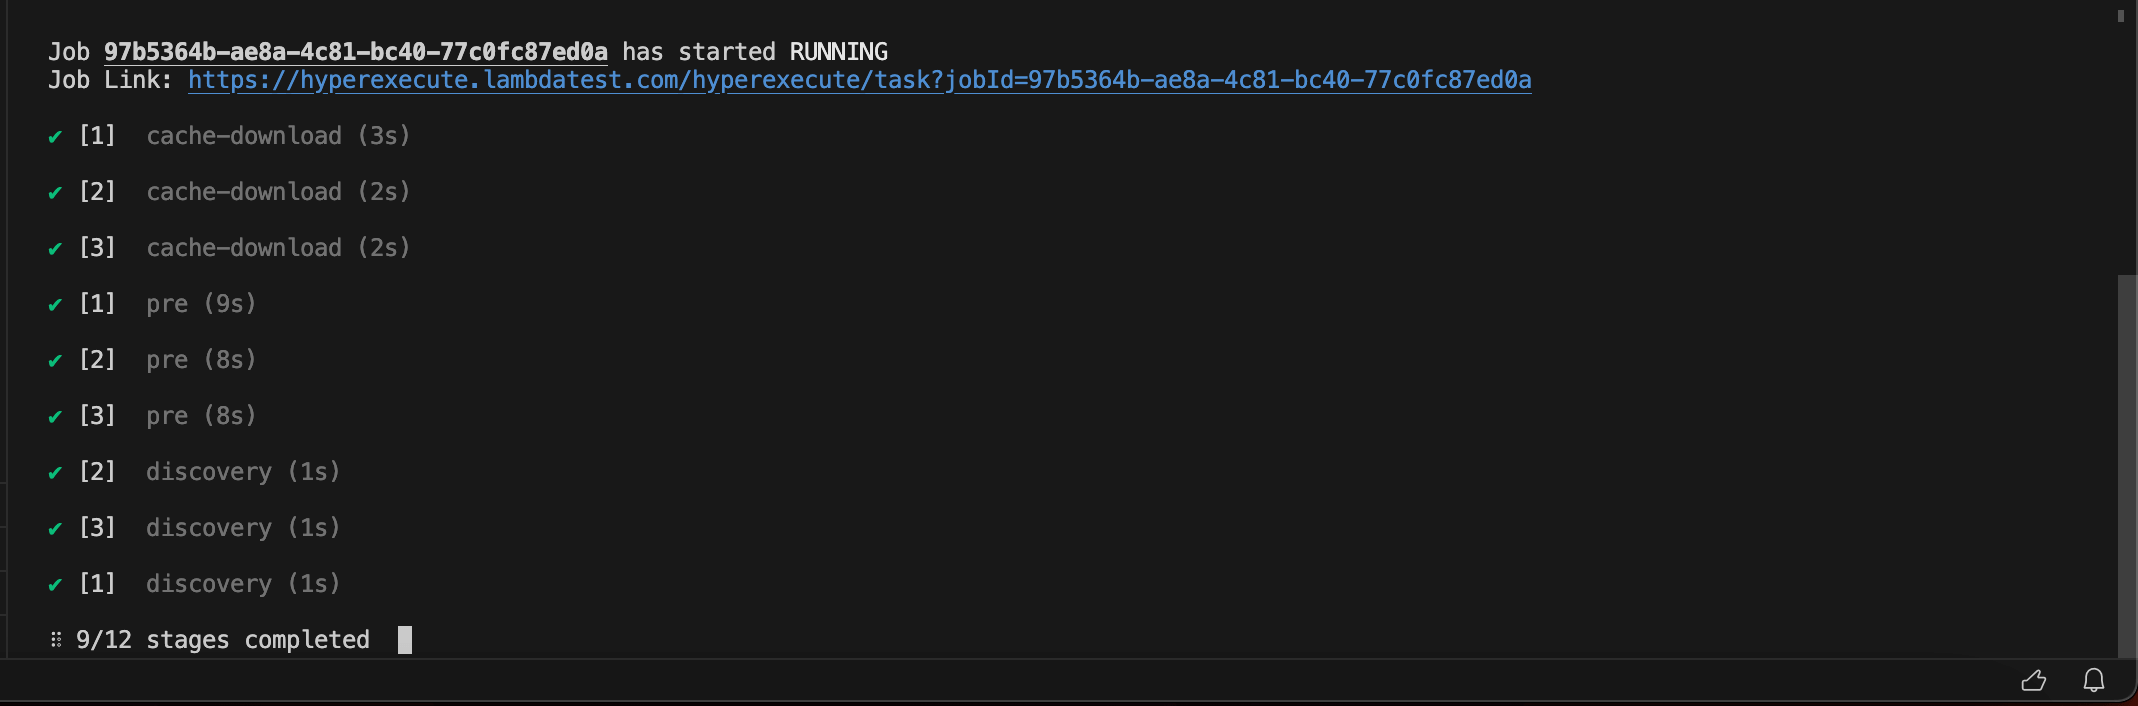 Job 97b5364b-ae8a-4c81-bc40-77c0fc87ed0a has started RUNNING
Job Link: https://hyperexecute.lambdatest.com/hyperexecute/task?jobId=97b5364b-ae8a-4c81-bc40-77c0fc87ed0a
✔ [1] cache-download (3s)
✔ [2] cache-download (2s)
✔ [3] cache-download (2s)
✔ [1] pre (9s)
✔ [2] pre (8s)
✔ [3] pre (8s)
✔ [2] discovery (1s)
✔ [3] discovery (1s)
✔ [1] discovery (1s)
⠿ 9/12 stages completed